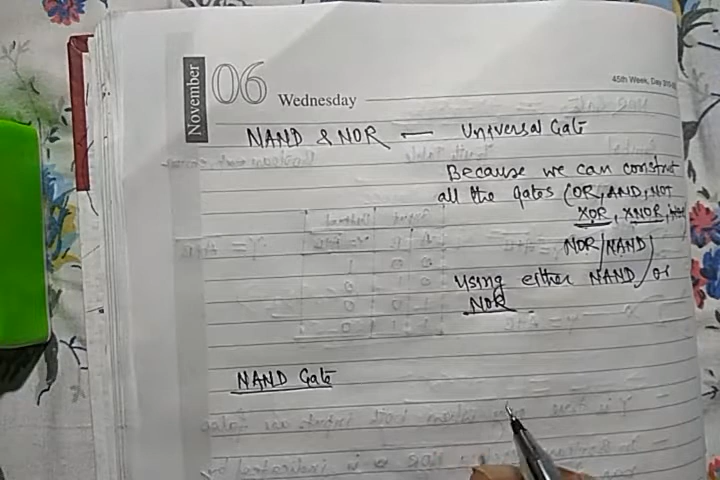 November
06
Wednesday
45th Week, Day
NAND & NOR — Universal Gate
Because we can construct
all the gates (OR, AND, NOT
XOR, XNOR,
NOR/NAND)
using either NAND or
NOR
NAND Gate